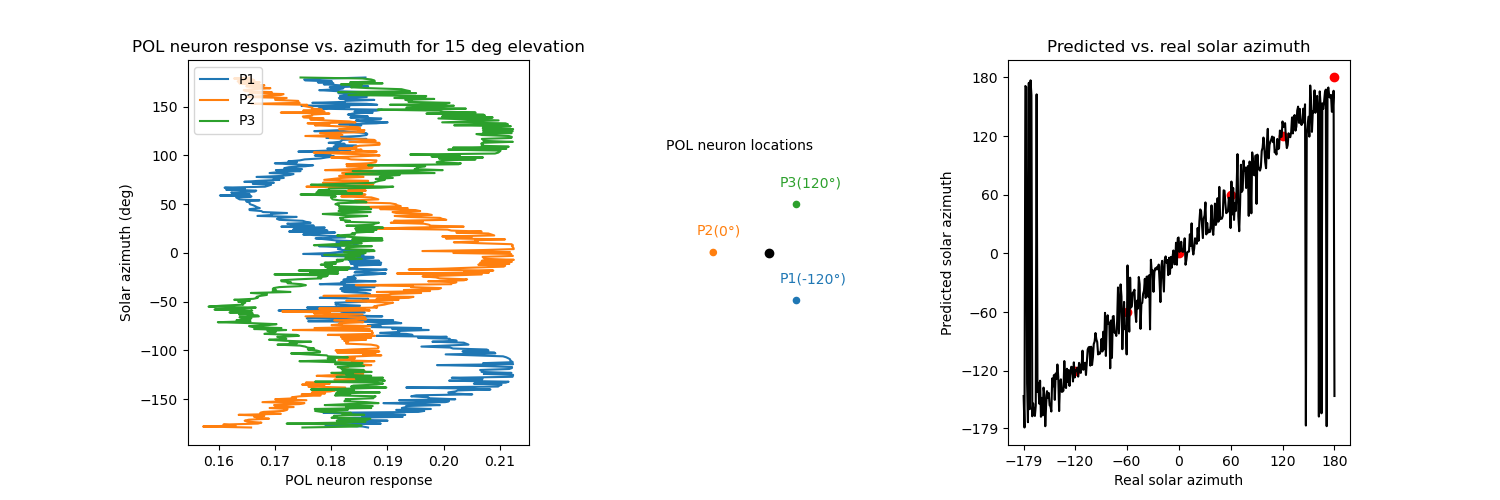 POL neuron response vs. azimuth for 15 deg elevation
P1
P2
P3
150
100
50
0
−50
−100
−150
Solar azimuth (deg)
0.16 0.17 0.18 0.19 0.20 0.21
POL neuron response
POL neuron locations
P3(120°)
P2(0°)
P1(-120°)
Predicted vs. real solar azimuth
180
120
60
0
−60
−120
−179
Predicted solar azimuth
−179 −120 −60 0 60 120 180
Real solar azimuth